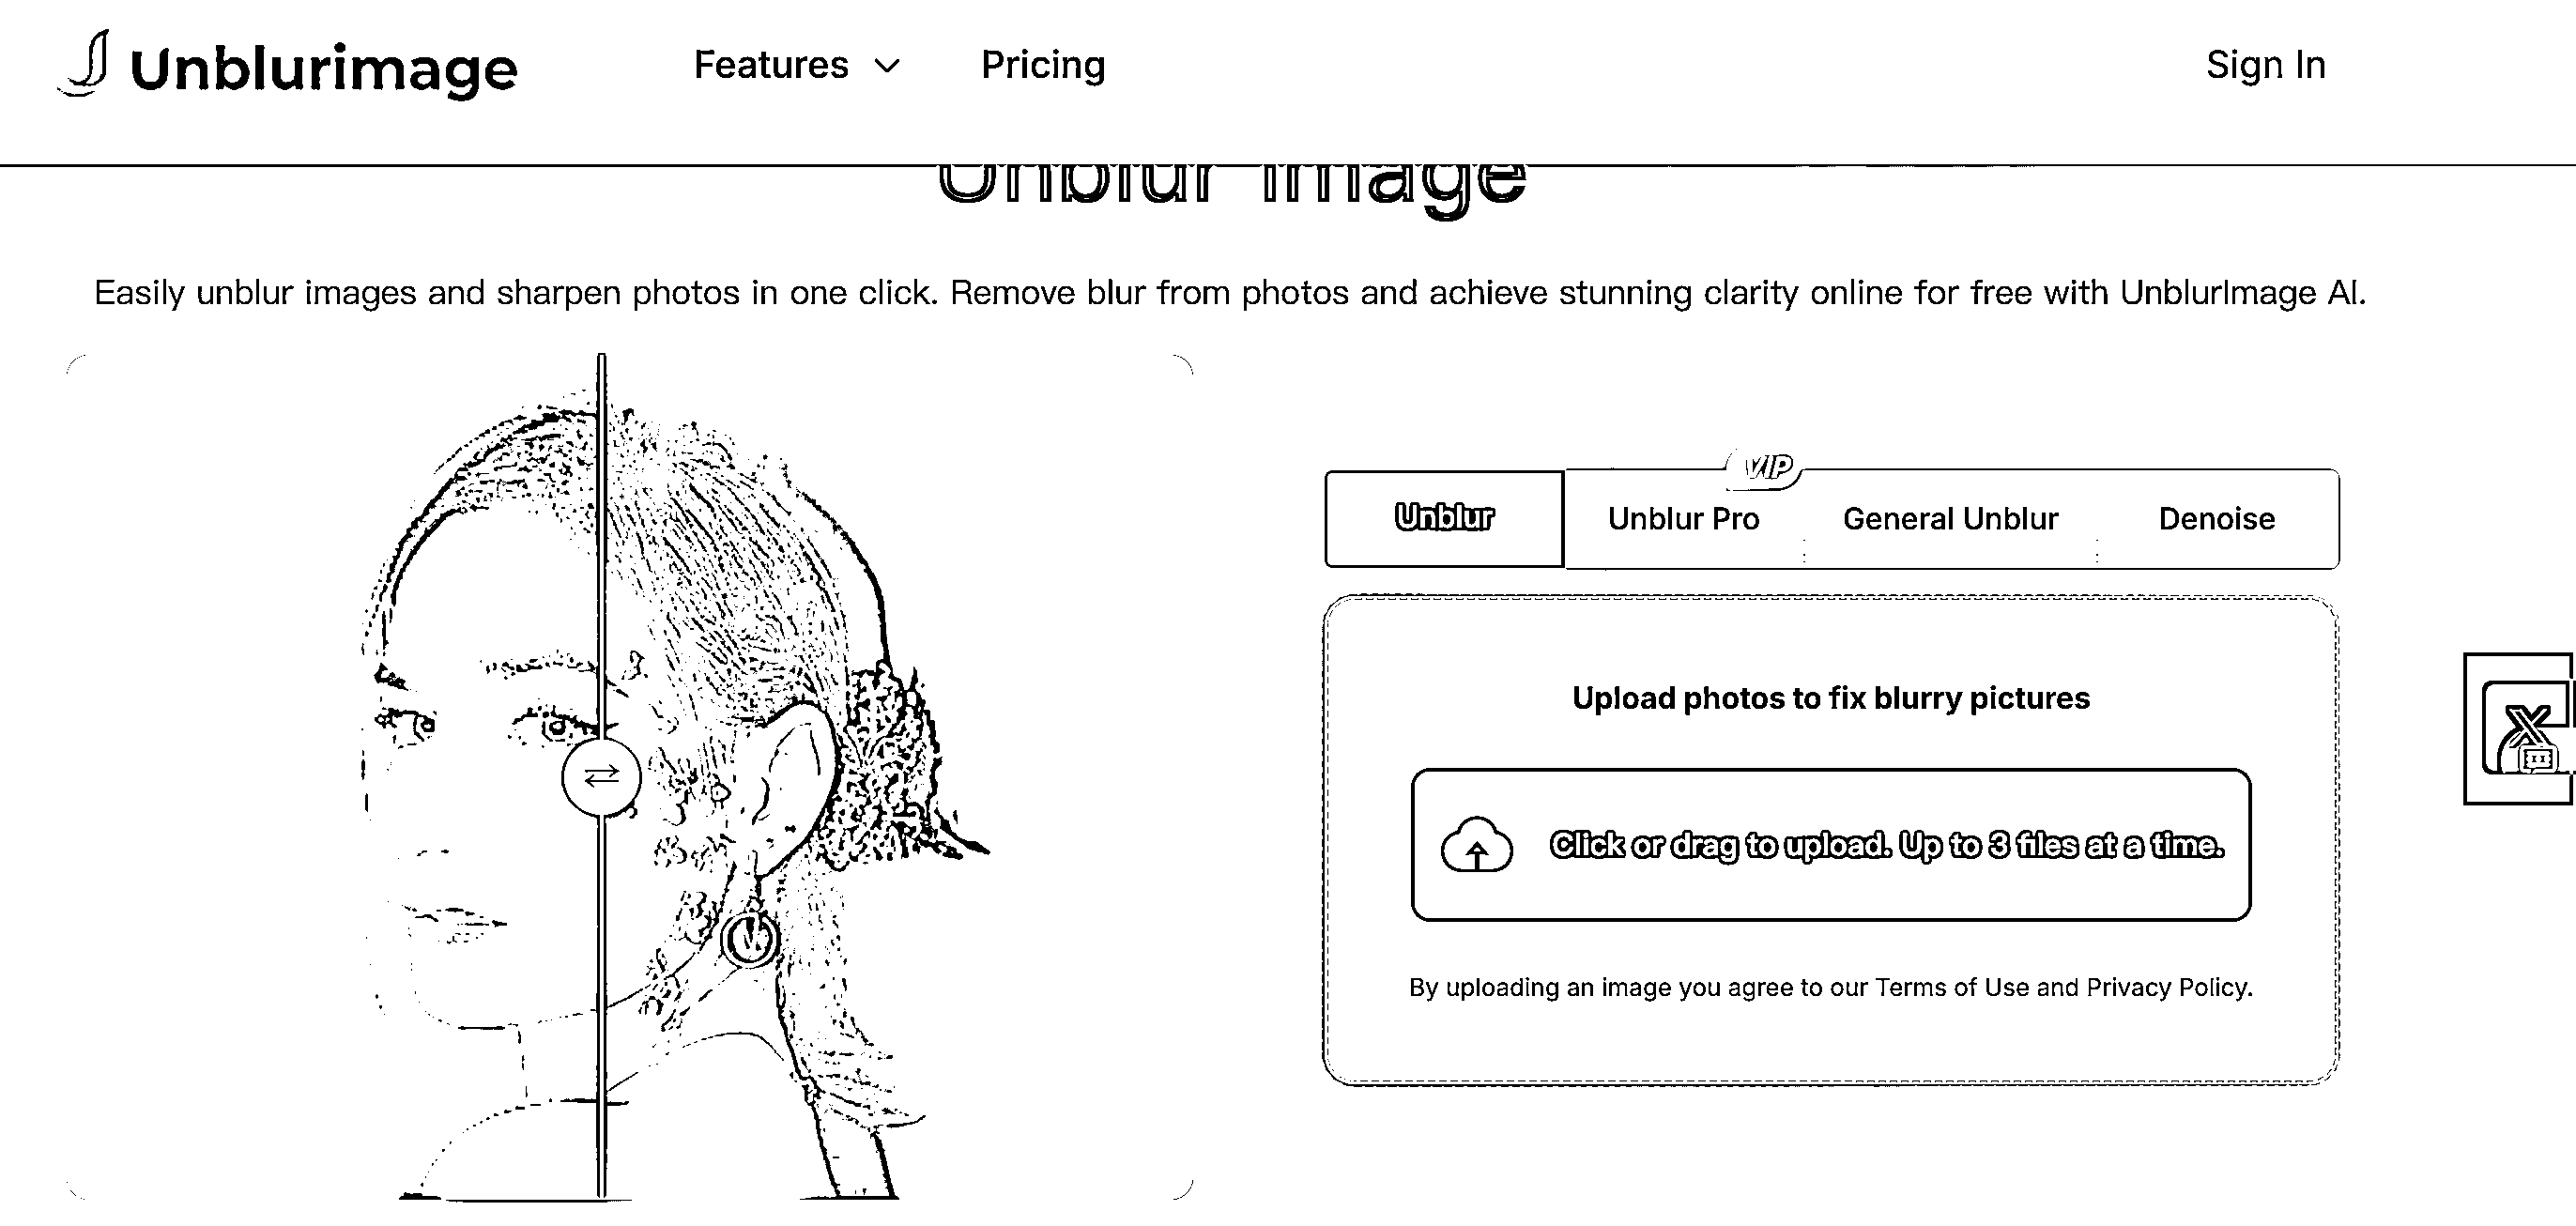 Unblurimage
Features
Pricing
Sign In
Unblur Image
Easily unblur images and sharpen photos in one click. Remove blur from photos and achieve stunning clarity online for free with UnblurImage AI.
VIP
Unblur
Unblur Pro
General Unblur
Denoise
Upload photos to fix blurry pictures
Click or drag to upload. Up to 3 files at a time.
By uploading an image you agree to our Terms of Use and Privacy Policy.